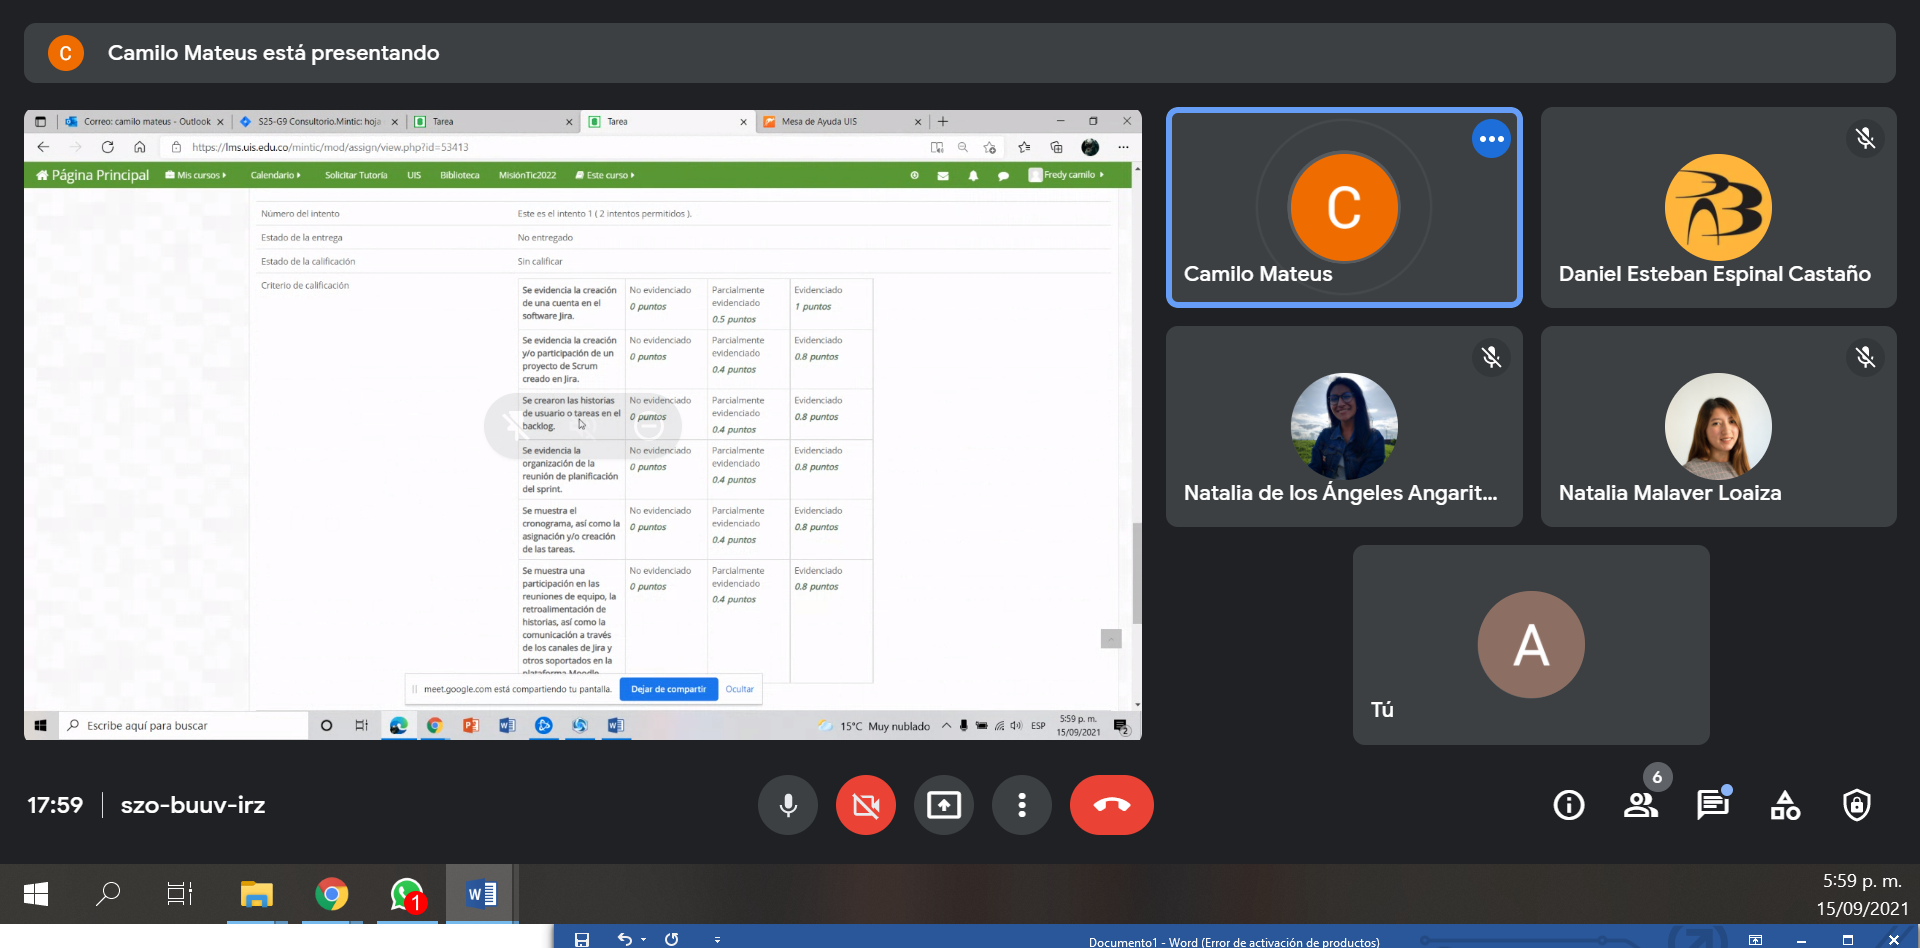 C Camilo Mateus está presentando
Correo: camilo mateus - Outlook
S25-G9 Consultorio.Mintic: hoja
Tarea
Tarea
Mesa de Ayuda UIS
https://lms.uis.edu.co/mintic/mod/assign/view.php?id=53413
Página Principal
Mis cursos
Calendario
Solicitar Tutoría
UIS
Biblioteca
MisiónTic2022
Este curso
Fredy camilo
Número del intento
Este es el intento 1 ( 2 intentos permitidos ).
Estado de la entrega
No entregado
Estado de la calificación
Sin calificar
Criterio de calificación
Se evidencia la creación
de una cuenta en el
software Jira.
No evidenciado
0 puntos
Parcialmente
evidenciado
0.5 puntos
Evidenciado
1 puntos
Se evidencia la creación
y/o participación de un
proyecto de Scrum
creado en Jira.
No evidenciado
0 puntos
Parcialmente
evidenciado
0.4 puntos
Evidenciado
0.8 puntos
Se crearon las historias
de usuario o tareas en el
backlog.
No evidenciado
0 puntos
Parcialmente
evidenciado
0.4 puntos
Evidenciado
0.8 puntos
Se evidencia la
organización de la
reunión de planificación
del sprint.
No evidenciado
0 puntos
Parcialmente
evidenciado
0.4 puntos
Evidenciado
0.8 puntos
Se muestra el
cronograma, así como la
asignación y/o creación
de las tareas.
No evidenciado
0 puntos
Parcialmente
evidenciado
0.4 puntos
Evidenciado
0.8 puntos
Se muestra una
participación en las
reuniones de equipo, la
retroalimentación de
historias, así como la
comunicación a través
de los canales de Jira y
otros soportados en la
plataforma Moodle
No evidenciado
0 puntos
Parcialmente
evidenciado
0.4 puntos
Evidenciado
0.8 puntos
meet.google.com está compartiendo tu pantalla.
Dejar de compartir
Ocultar
Escribe aquí para buscar
15°C Muy nublado
ESP
5:59 p. m.
15/09/2021
2
C
Camilo Mateus
Daniel Esteban Espinal Castaño
Natalia de los Ángeles Angarit...
Natalia Malaver Loaiza
A
Tú
17:59
szo-buuv-irz
6
1
5:59 p. m.
15/09/2021
Documento1 - Word (Error de activación de productos)